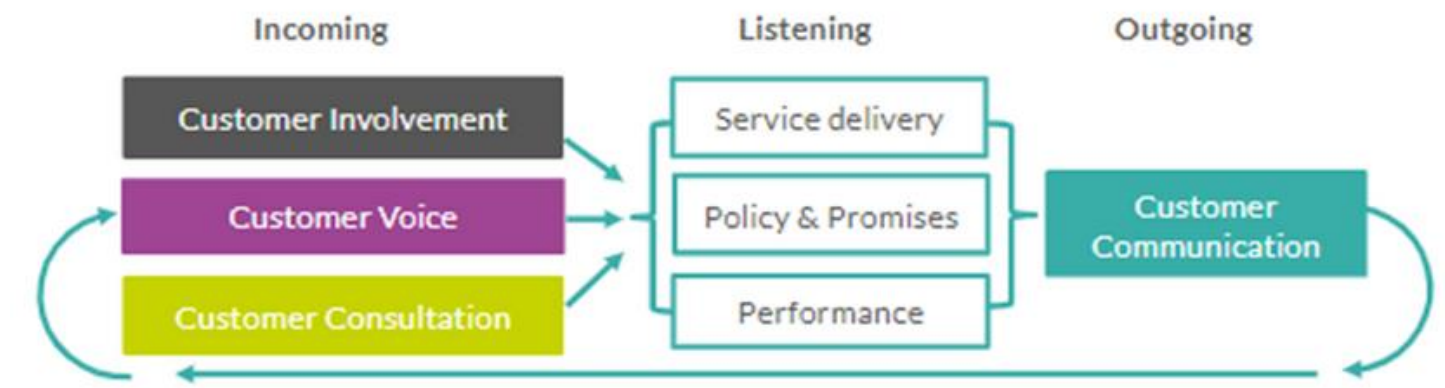 Incoming
Listening
Outgoing
Customer Involvement
Customer Voice
Customer Consultation
Service delivery
Policy & Promises
Performance
Customer
Communication